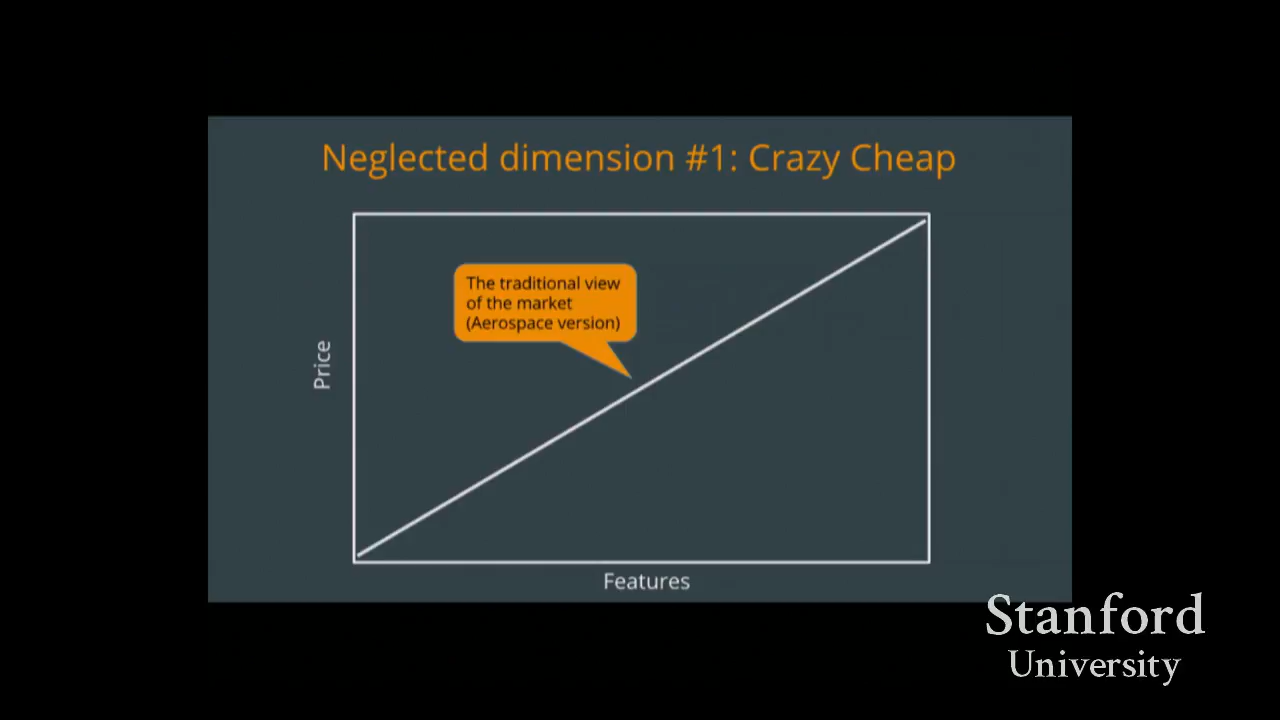 Neglected dimension #1: Crazy Cheap
The traditional view
of the market
(Aerospace version)
Price
Features
Stanford
University